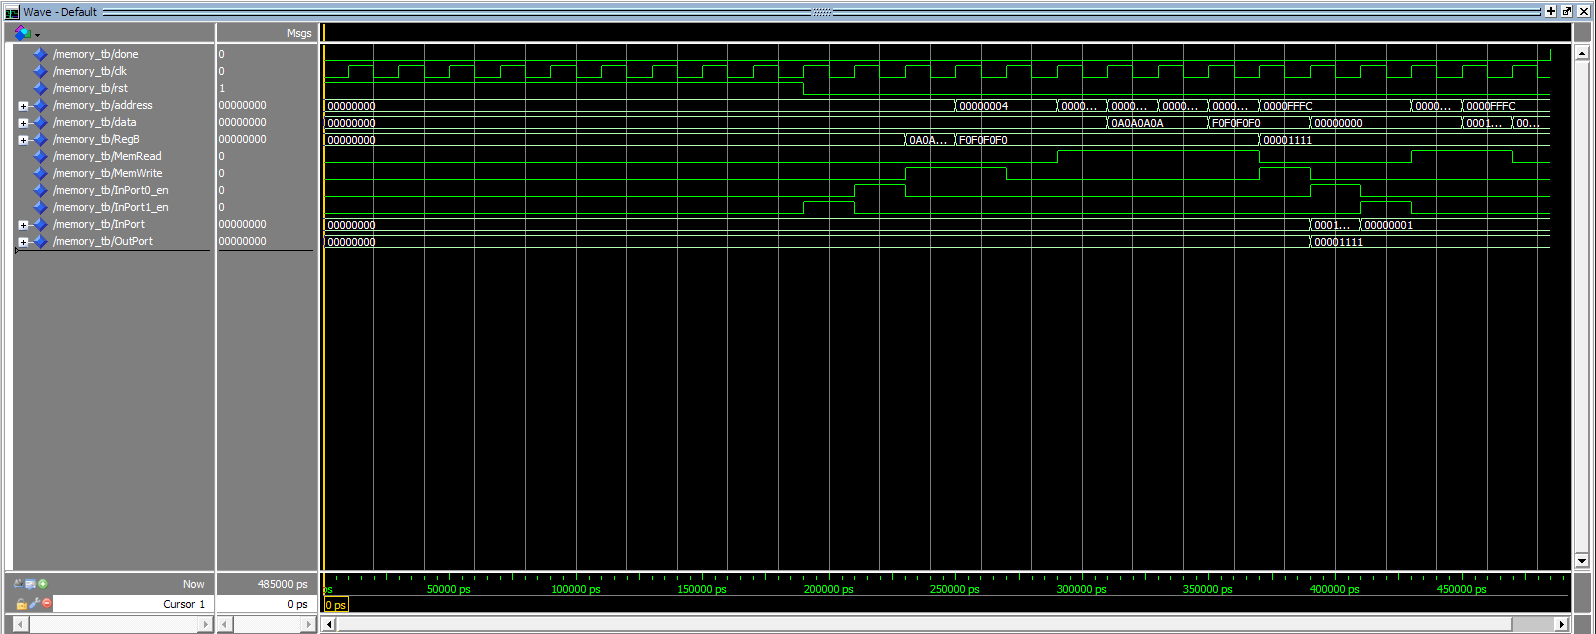 Wave - Default
Msgs
/memory_tb/done 0
/memory_tb/clk 0
/memory_tb/rst 1
/memory_tb/address 00000000 00000000 00000004 0000... 0000... 0000... 0000... 0000FFFC 0000... 0000FFFC
/memory_tb/data 00000000 00000000 0A0A0A0A F0F0F0F0 00000000 0001... 00...
/memory_tb/RegB 00000000 00000000 0A0A... F0F0F0F0 00001111
/memory_tb/MemRead 0
/memory_tb/MemWrite 0
/memory_tb/InPort0_en 0
/memory_tb/InPort1_en 0
/memory_tb/InPort 00000000 00000000 0001... 00000001
/memory_tb/OutPort 00000000 00000000 00001111
Now 485000 ps ps 50000 ps 100000 ps 150000 ps 200000 ps 250000 ps 300000 ps 350000 ps 400000 ps 450000 ps
Cursor 1 0 ps 0 ps